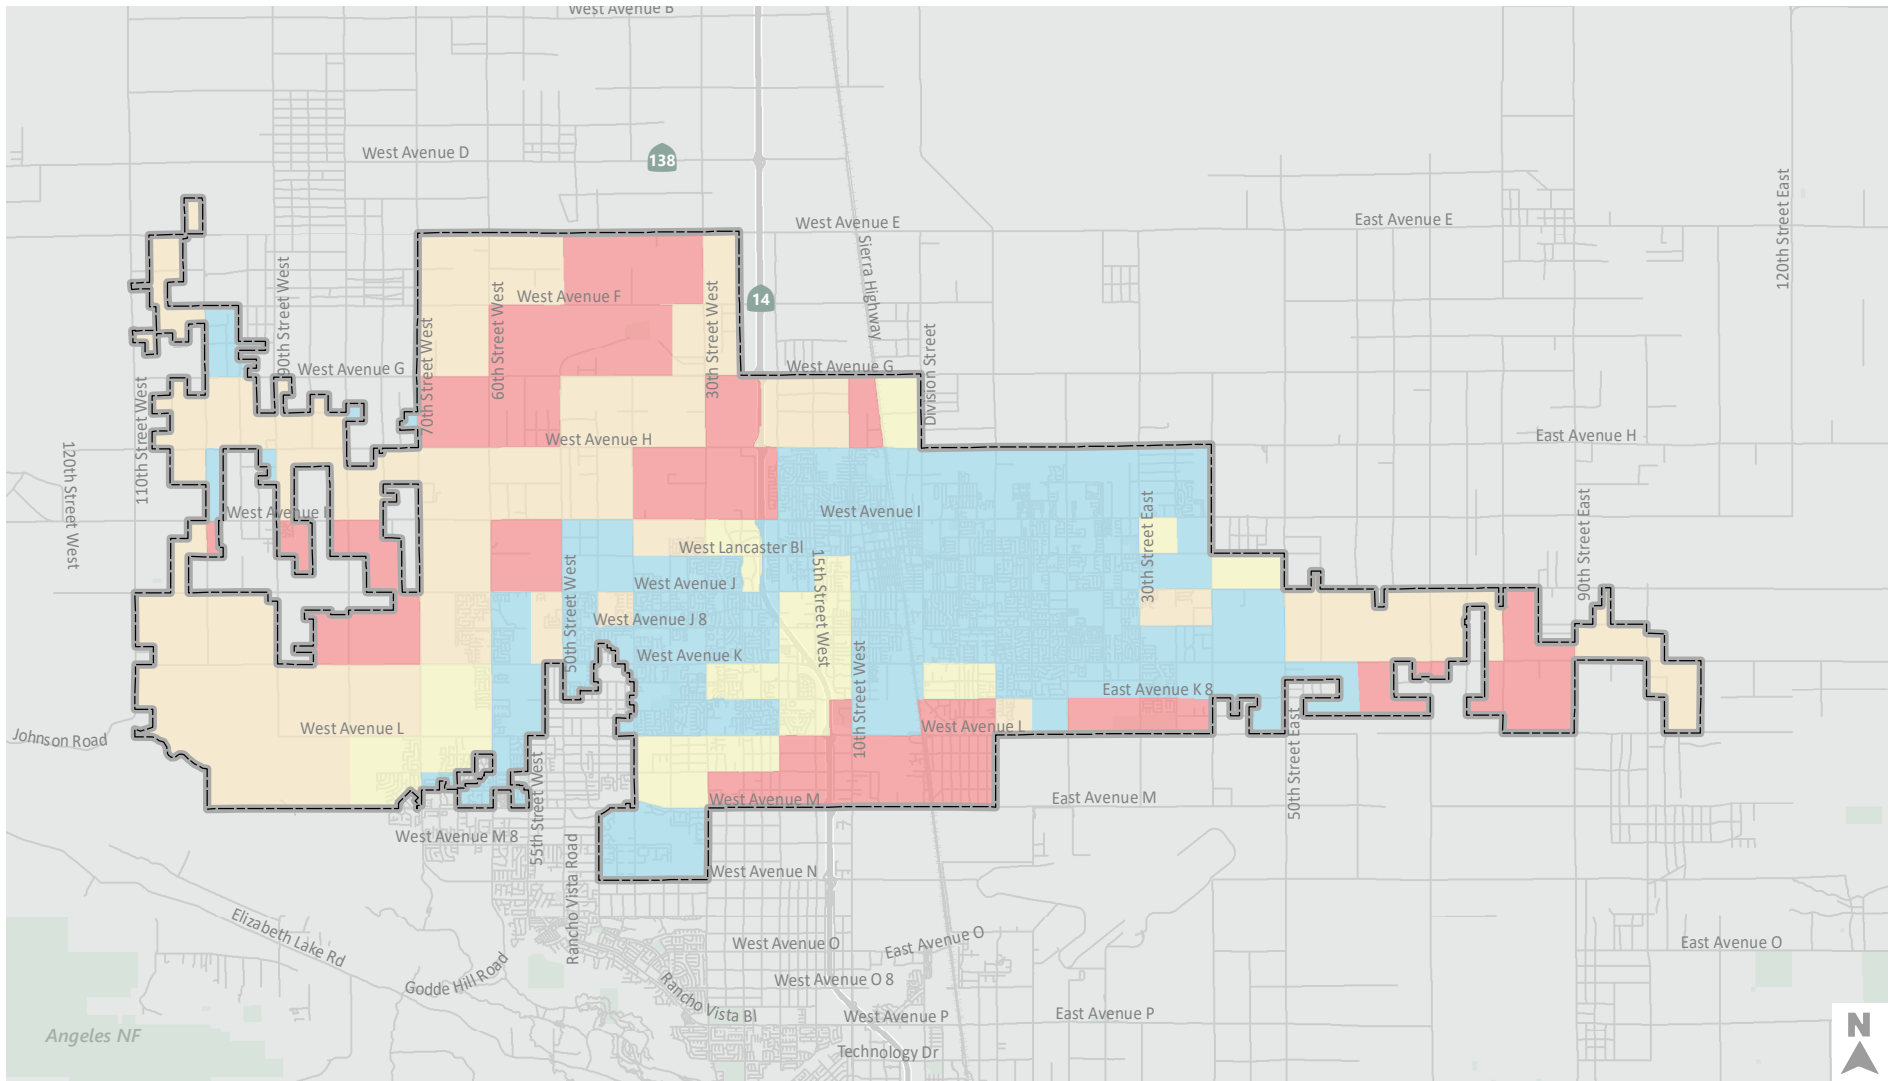 West Avenue B
West Avenue D
138
120th Street East
West Avenue E
East Avenue E
Sierra Highway
90th Street West
West Avenue F
60th Street West
30th Street West
14
70th Street West
Division Street
West Avenue G
West Avenue G
110th Street West
West Avenue H
East Avenue H
120th Street West
West Avenue I
West Avenue I
30th Street East
90th Street East
West Lancaster Bl
15th Street West
50th Street West
West Avenue J
West Avenue J 8
West Avenue K
10th Street West
East Avenue K 8
West Avenue L
West Avenue L
Johnson Road
50th Street East
55th Street West
West Avenue M
East Avenue M
West Avenue M 8
Rancho Vista Road
West Avenue N
Elizabeth Lake Rd
West Avenue O
East Avenue O
East Avenue O
Godde Hill Road
West Avenue O 8
Rancho Vista Bl
West Avenue P
East Avenue P
Angeles NF
Technology Dr
N